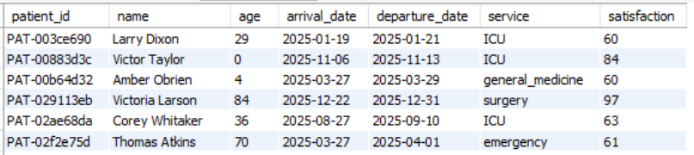 patient_id name age arrival_date departure_date service satisfaction
PAT-003ce690 Larry Dixon 29 2025-01-19 2025-01-21 ICU 60
PAT-00883d3c Victor Taylor 0 2025-11-06 2025-11-13 ICU 84
PAT-00b64d32 Amber Obrien 4 2025-03-27 2025-03-29 general_medicine 60
PAT-029113eb Victoria Larson 84 2025-12-22 2025-12-31 surgery 97
PAT-02ae68da Corey Whitaker 36 2025-08-27 2025-09-10 ICU 63
PAT-02f2e75d Thomas Atkins 70 2025-03-27 2025-04-01 emergency 61